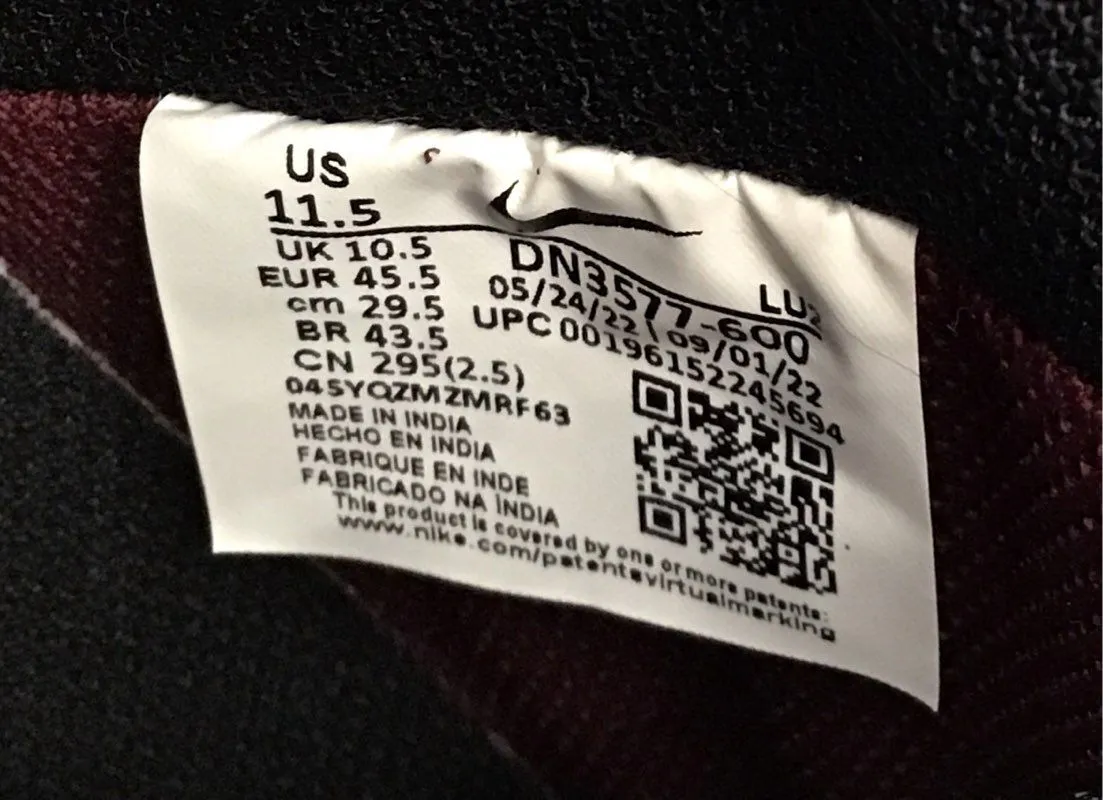 US
11.5
UK 10.5
EUR 45.5
cm 29.5
BR 43.5
CN 295(2.5)
045YQZMZMRF63
MADE IN INDIA
HECHO EN INDIA
FABRIQUE EN INDE
FABRICADO NA ÍNDIA
This product is covered by one or more patents:
www.nike.com/patentsvirtualmarking
LU2
DN3577-600
05/24/22 \ 09/01/22
UPC 00196152245694